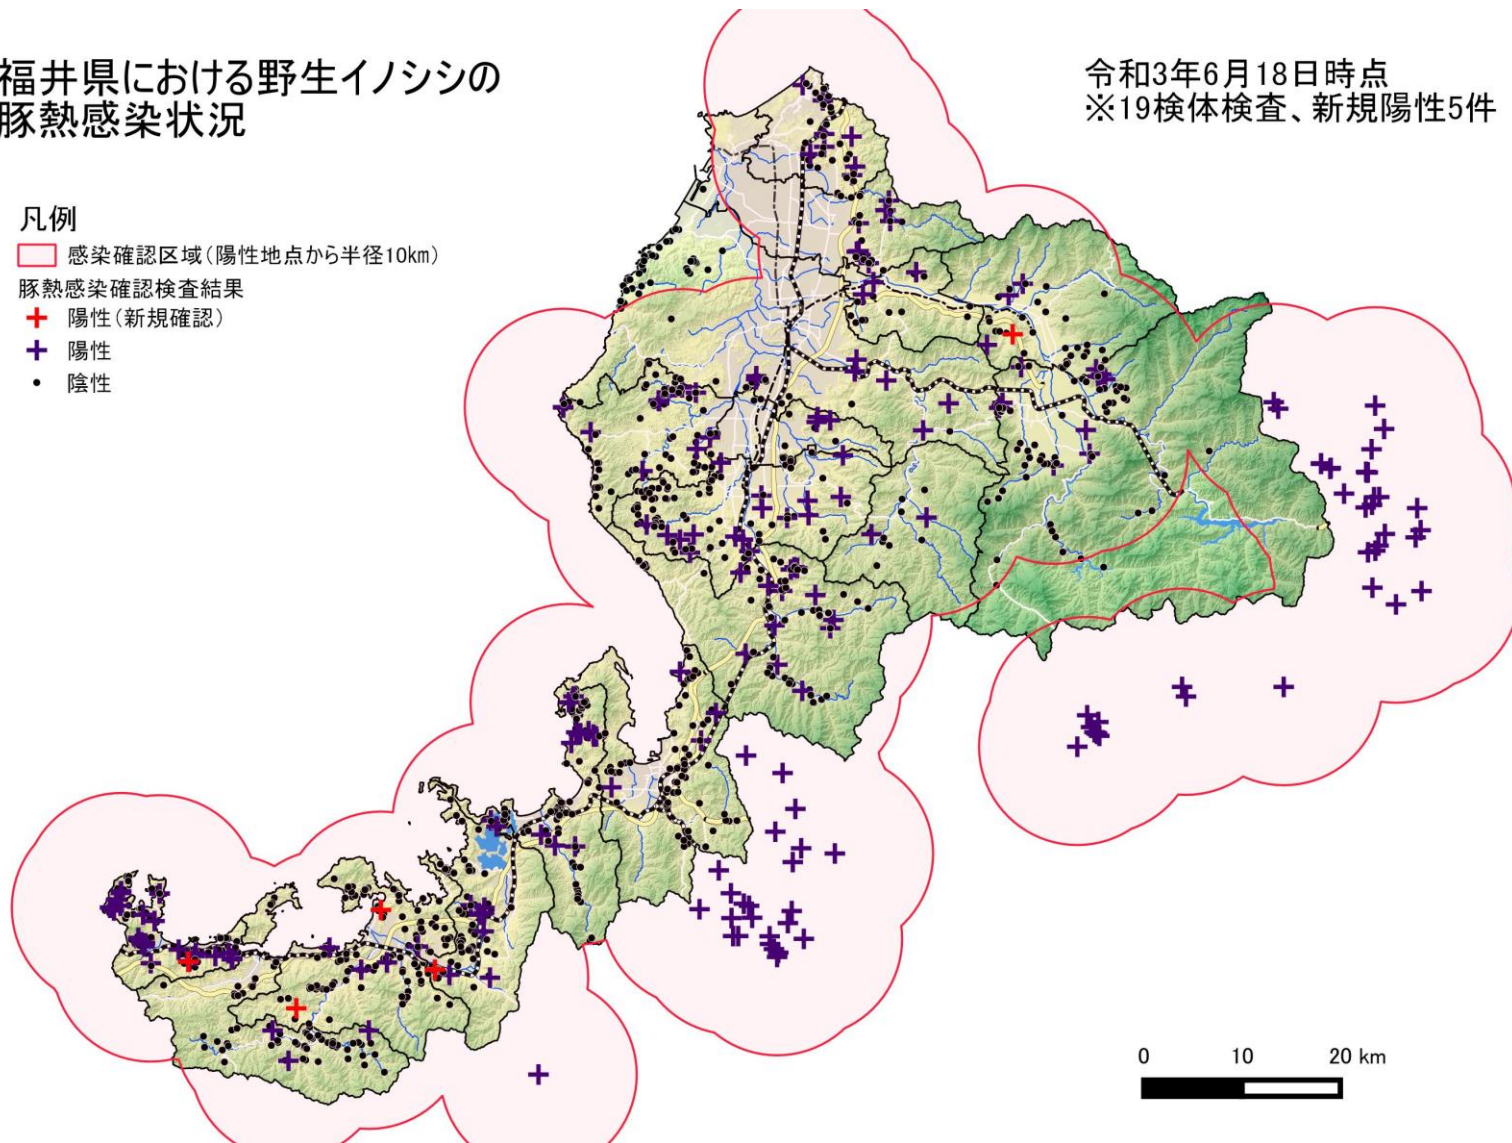 福井県における野生イノシシの
豚熱感染状況
令和3年6月18日時点
※19検体検査、新規陽性5件
凡例
感染確認区域(陽性地点から半径10km)
豚熱感染確認検査結果
陽性(新規確認)
陽性
陰性
0 10 20 km